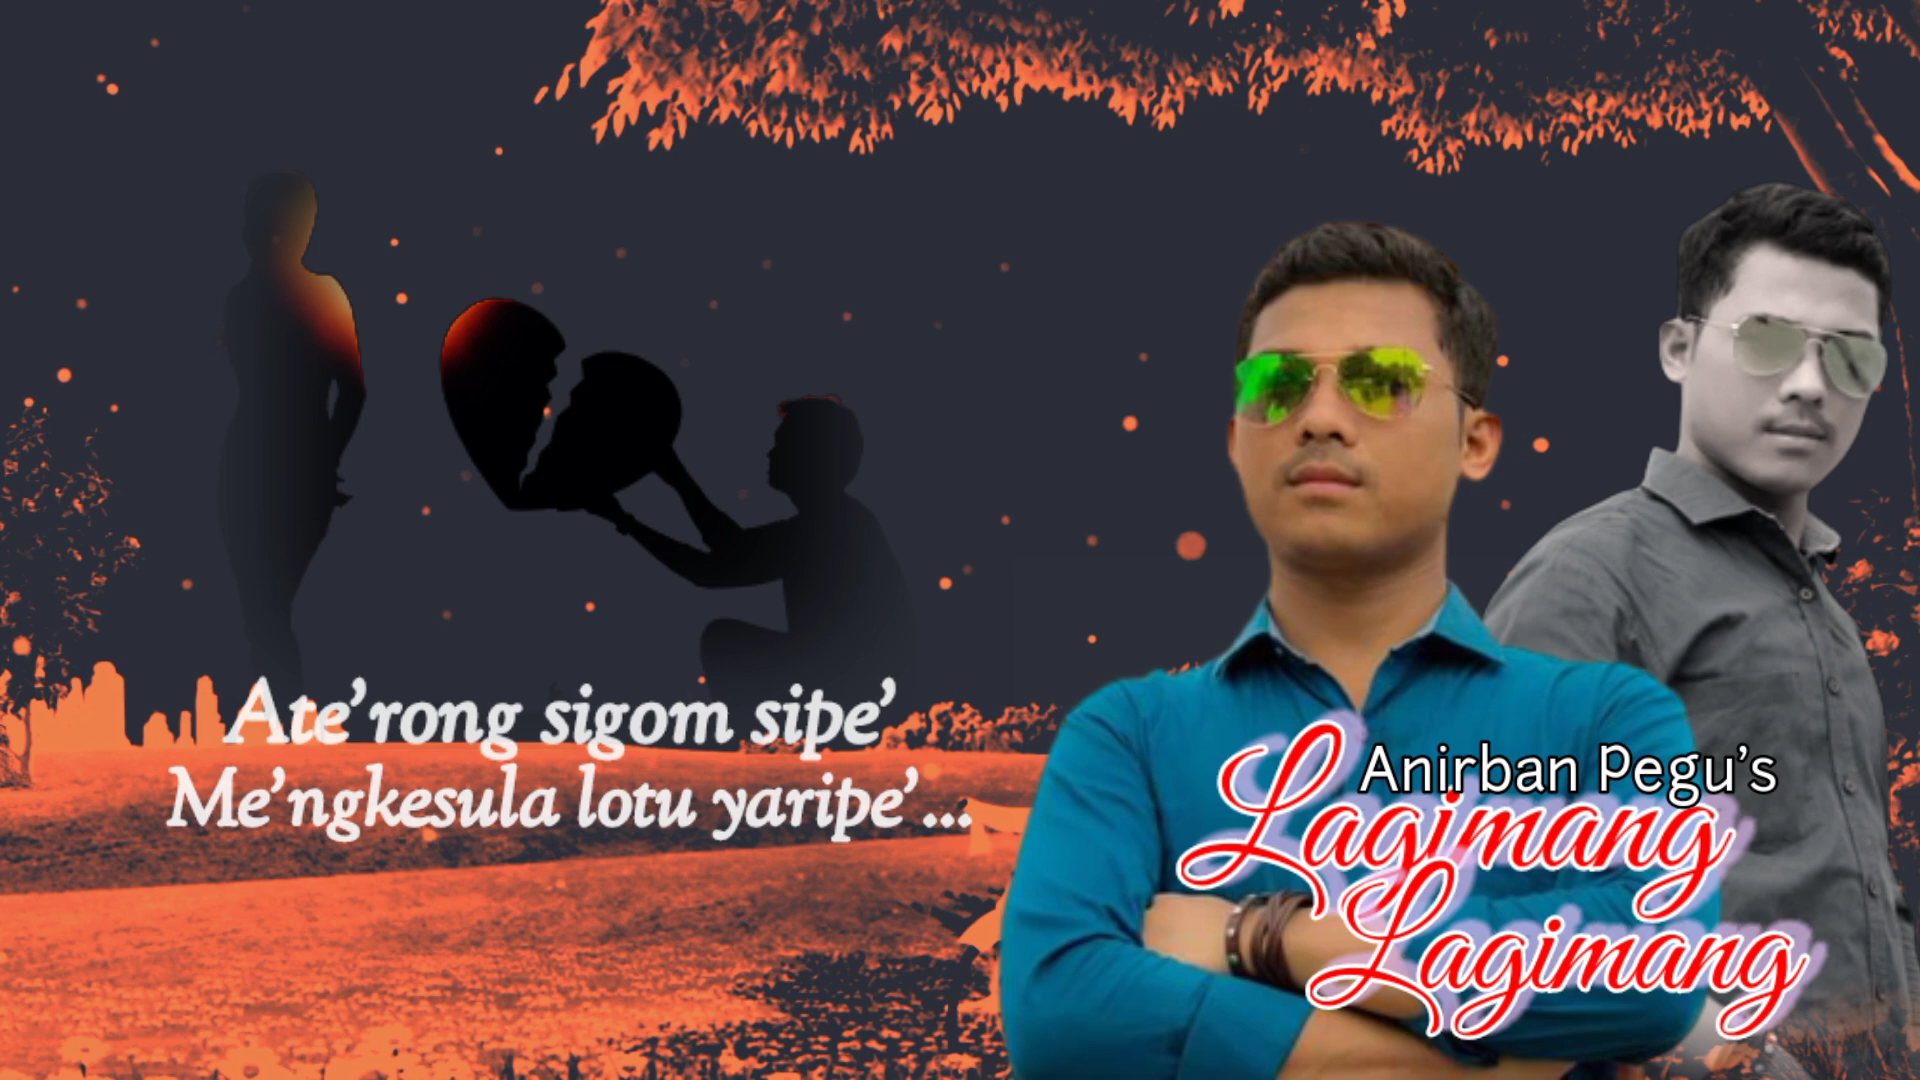 Ate’rong sigom sipe’
Me’ngkesula lotu yaripe’...
Anirban Pegu’s
Lagimang
Lagimang